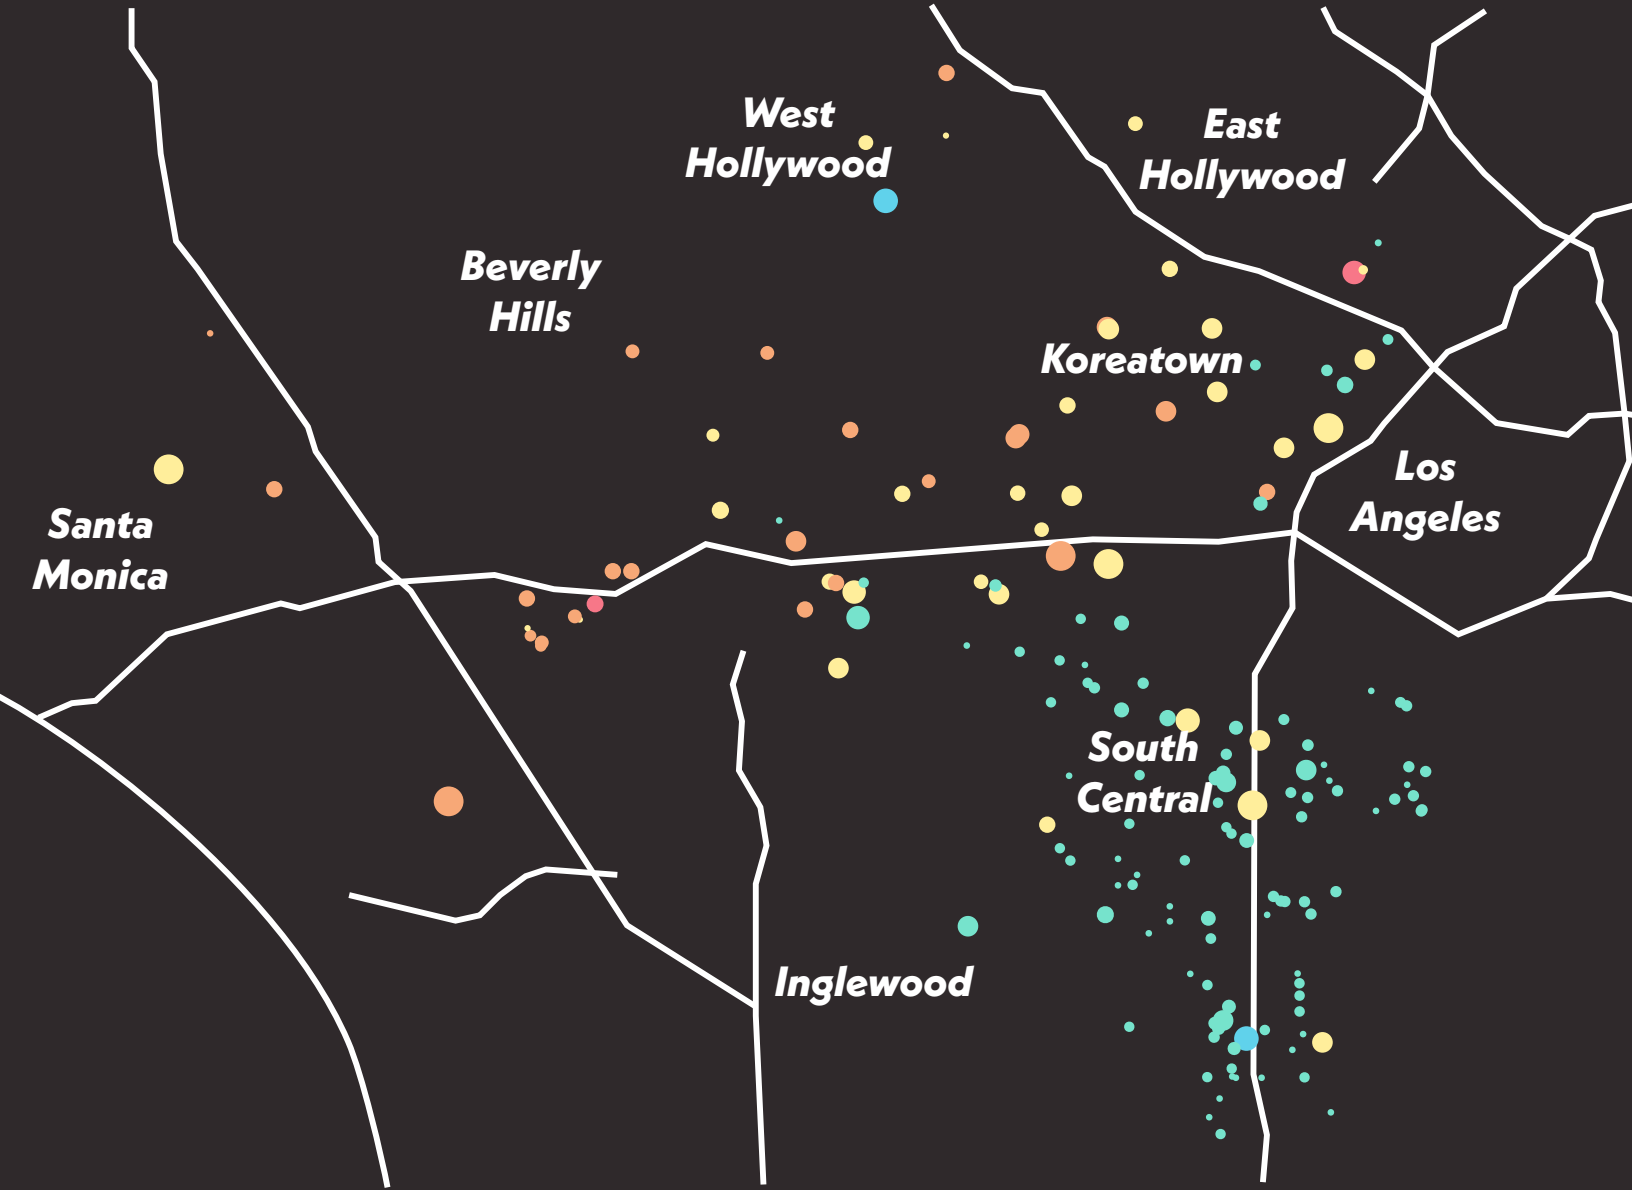 West
Hollywood
East
Hollywood
Beverly
Hills
Koreatown
Los
Angeles
Santa
Monica
South
Central
Inglewood